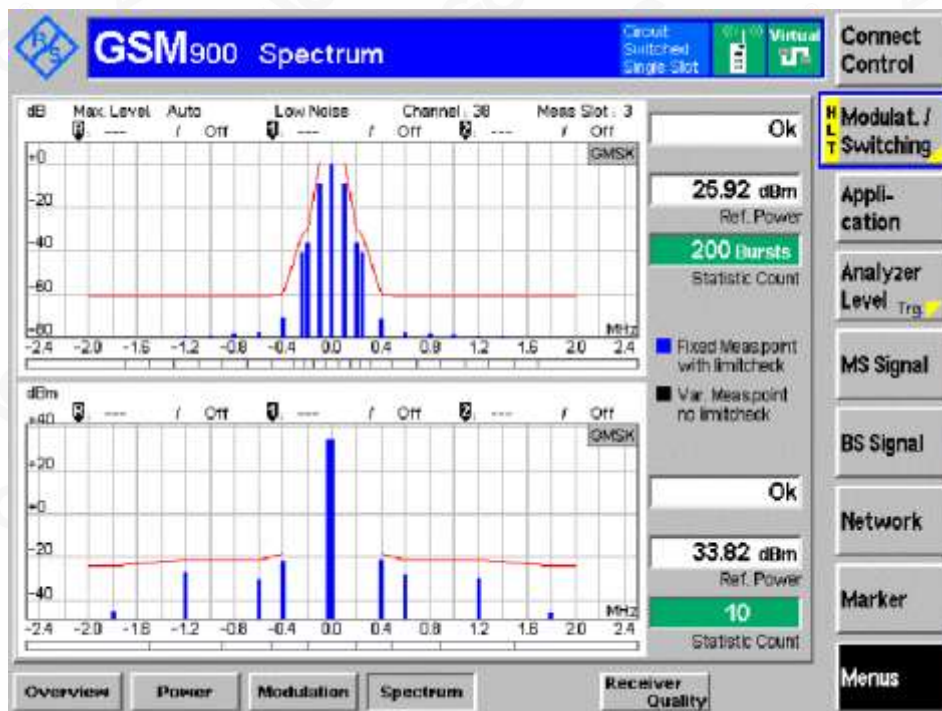 R S
GSM900 Spectrum
Circuit Switched Single Slot
Virtual
Connect Control
dB Max. Level Auto Low Noise Channel: 38 Meas Slot: 3
--- / Off --- / Off --- / Off
Ok
HLT
Modulat. / Switching
GMSK
+0
-20
-40
-60
-80
MHz
-2.4 -2.0 -1.6 -1.2 -0.8 -0.4 0.0 0.4 0.8 1.2 1.6 2.0 2.4
25.92 dBm
Ref. Power
200 Bursts
Statistic Count
Appli-cation
Analyzer Level Trg.
Fixed Meas.point with limitcheck
Var. Meas.point no limitcheck
MS Signal
dBm
--- / Off --- / Off --- / Off
GMSK
+40
+20
+0
-20
-40
MHz
-2.4 -2.0 -1.6 -1.2 -0.8 -0.4 0.0 0.4 0.8 1.2 1.6 2.0 2.4
BS Signal
Ok
33.82 dBm
Ref. Power
10
Statistic Count
Network
Marker
Menus
Overview Power Modulation Spectrum Receiver Quality